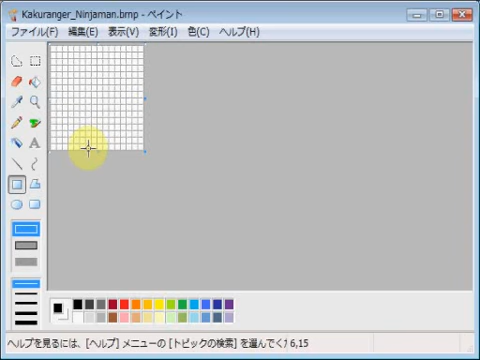 Kakuranger_Ninjaman.bmp - ペイント
ファイル(F) 編集(E) 表示(V) 変形(I) 色(C) ヘルプ(H)
A
ヘルプを見るには、[ヘルプ] メニューの [トピックの検索] を選んでく 6,15